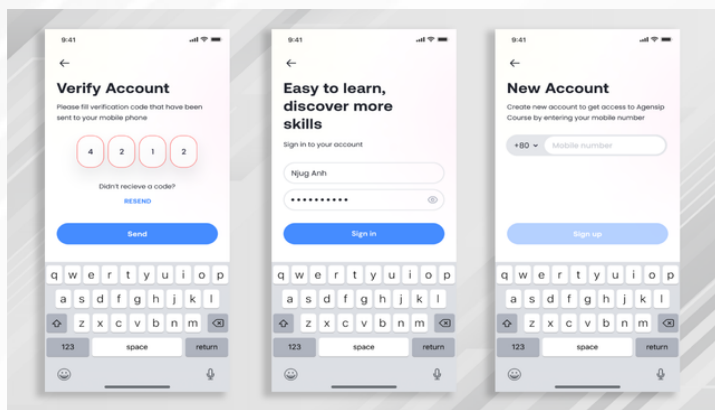 9:41
Verify Account
Please fill verification code that have been
sent to your mobile phone
4 2 1 2
Didn't recieve a code?
RESEND
Send
q w e r t y u i o p
a s d f g h j k l
z x c v b n m
123 space return
9:41
Easy to learn,
discover more
skills
Sign in to your account
Njug Anh
Sign in
q w e r t y u i o p
a s d f g h j k l
z x c v b n m
123 space return
9:41
New Account
Create new account to get access to Agensip
Course by entering your mobile number
+80 Mobile number
Sign up
q w e r t y u i o p
a s d f g h j k l
z x c v b n m
123 space return